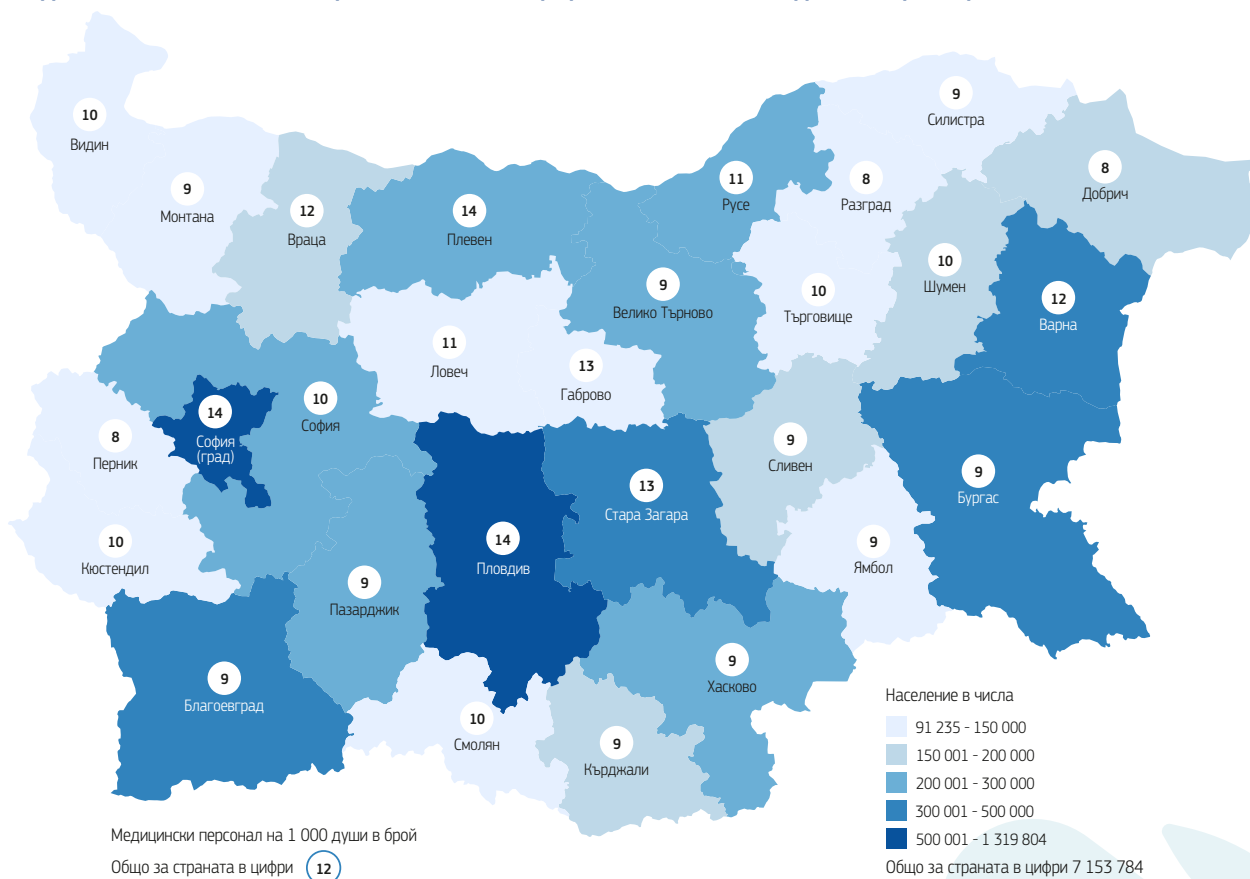 10
Видин
9
Монтана
12
Враца
14
Плевен
11
Русе
9
Силистра
8
Разград
8
Добрич
9
Велико Търново
10
Търговище
10
Шумен
12
Варна
11
Ловеч
13
Габрово
8
Перник
14
София
(град)
10
София
13
Стара Загара
9
Сливен
9
Бургас
10
Кюстендил
9
Пазарджик
14
Пловдив
9
Ямбол
9
Благоевград
10
Смолян
9
Кърджали
9
Хасково
Население в числа
91 235 - 150 000
150 001 - 200 000
200 001 - 300 000
300 001 - 500 000
500 001 - 1 319 804
Общо за страната в цифри 7 153 784
Медицински персонал на 1 000 души в брой
Общо за страната в цифри 12